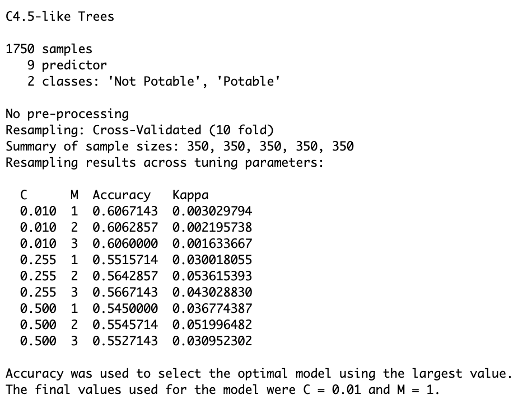 C4.5-like Trees
1750 samples
9 predictor
2 classes: 'Not Potable', 'Potable'
No pre-processing
Resampling: Cross-Validated (10 fold)
Summary of sample sizes: 350, 350, 350, 350, 350
Resampling results across tuning parameters:
C M Accuracy Kappa
0.010 1 0.6067143 0.003029794
0.010 2 0.6062857 0.002195738
0.010 3 0.6060000 0.001633667
0.255 1 0.5515714 0.030018055
0.255 2 0.5642857 0.053615393
0.255 3 0.5667143 0.043028830
0.500 1 0.5450000 0.036774387
0.500 2 0.5545714 0.051996482
0.500 3 0.5527143 0.030952302
Accuracy was used to select the optimal model using the largest value.
The final values used for the model were C = 0.01 and M = 1.